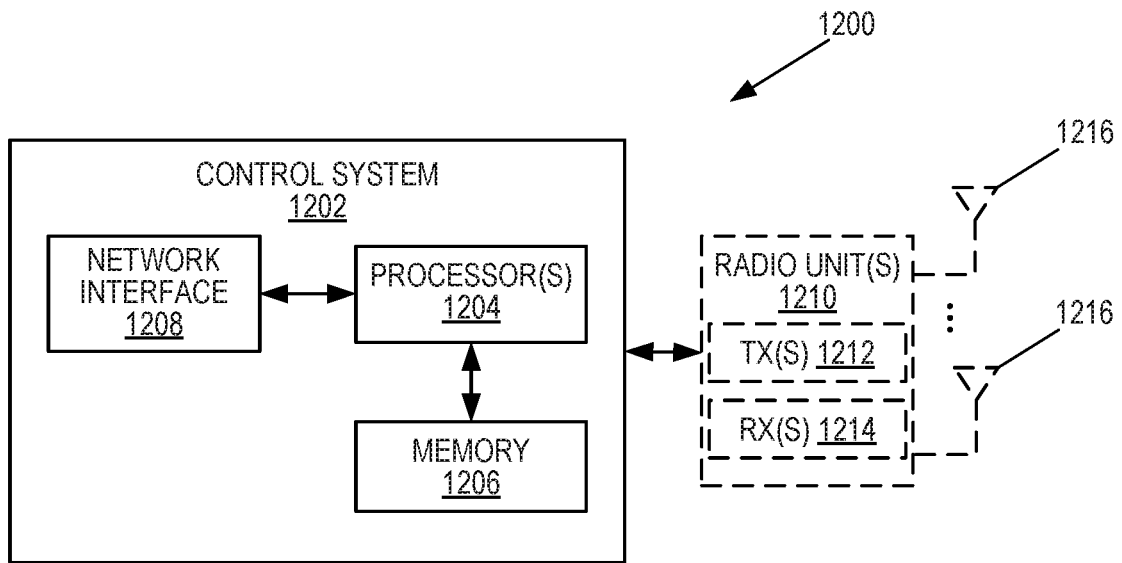 1200
1216
CONTROL SYSTEM
1202
NETWORK
INTERFACE
1208
PROCESSOR(S)
1204
MEMORY
1206
RADIO UNIT(S)
1210
TX(S) 1212
RX(S) 1214
1216